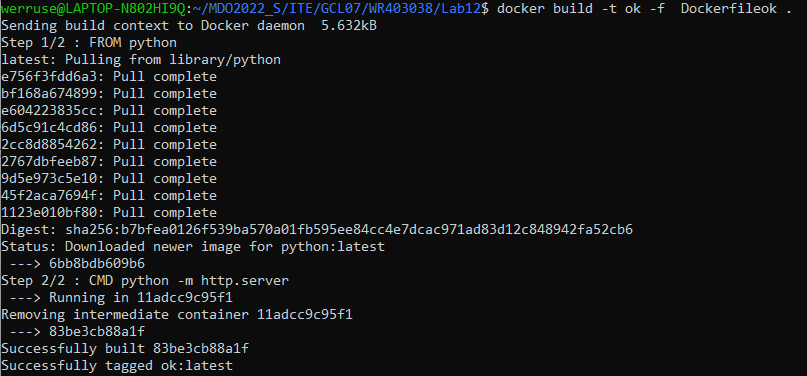 werruse@LAPTOP-N802HI9Q:~/MDO2022_S/ITE/GCL07/WR403038/Lab12$ docker build -t ok -f  Dockerfileok .
Sending build context to Docker daemon  5.632kB
Step 1/2 : FROM python
latest: Pulling from library/python
e756f3fdd6a3: Pull complete
bf168a674899: Pull complete
e604223835cc: Pull complete
6d5c91c4cd86: Pull complete
2cc8d8854262: Pull complete
2767dbfeeb87: Pull complete
9d5e973c5e10: Pull complete
45f2aca7694f: Pull complete
1123e010bf80: Pull complete
Digest: sha256:b7bfea0126f539ba570a01fb595ee84cc4e7dcac971ad83d12c848942fa52cb6
Status: Downloaded newer image for python:latest
 ---> 6bb8bdb609b6
Step 2/2 : CMD python -m http.server
 ---> Running in 11adcc9c95f1
Removing intermediate container 11adcc9c95f1
 ---> 83be3cb88a1f
Successfully built 83be3cb88a1f
Successfully tagged ok:latest